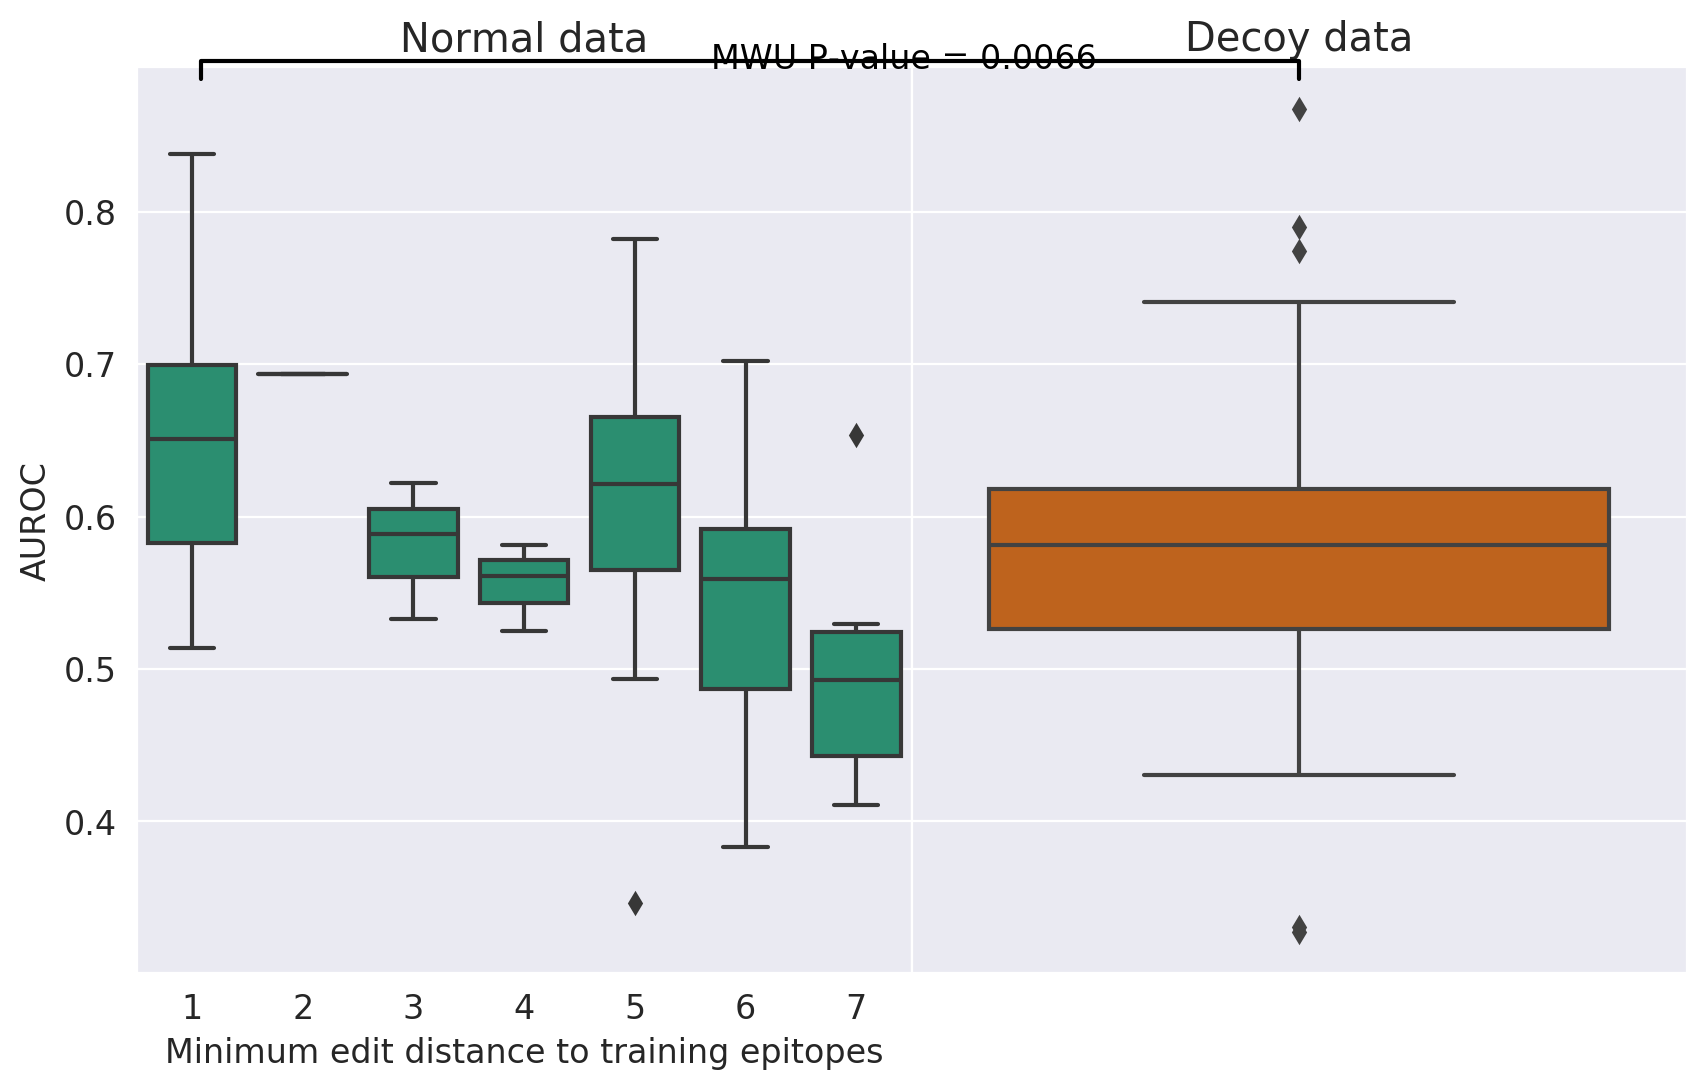 Normal data
MWU P-value = 0.0066
Decoy data
AUROC
0.8
0.7
0.6
0.5
0.4
1 2 3 4 5 6 7
Minimum edit distance to training epitopes